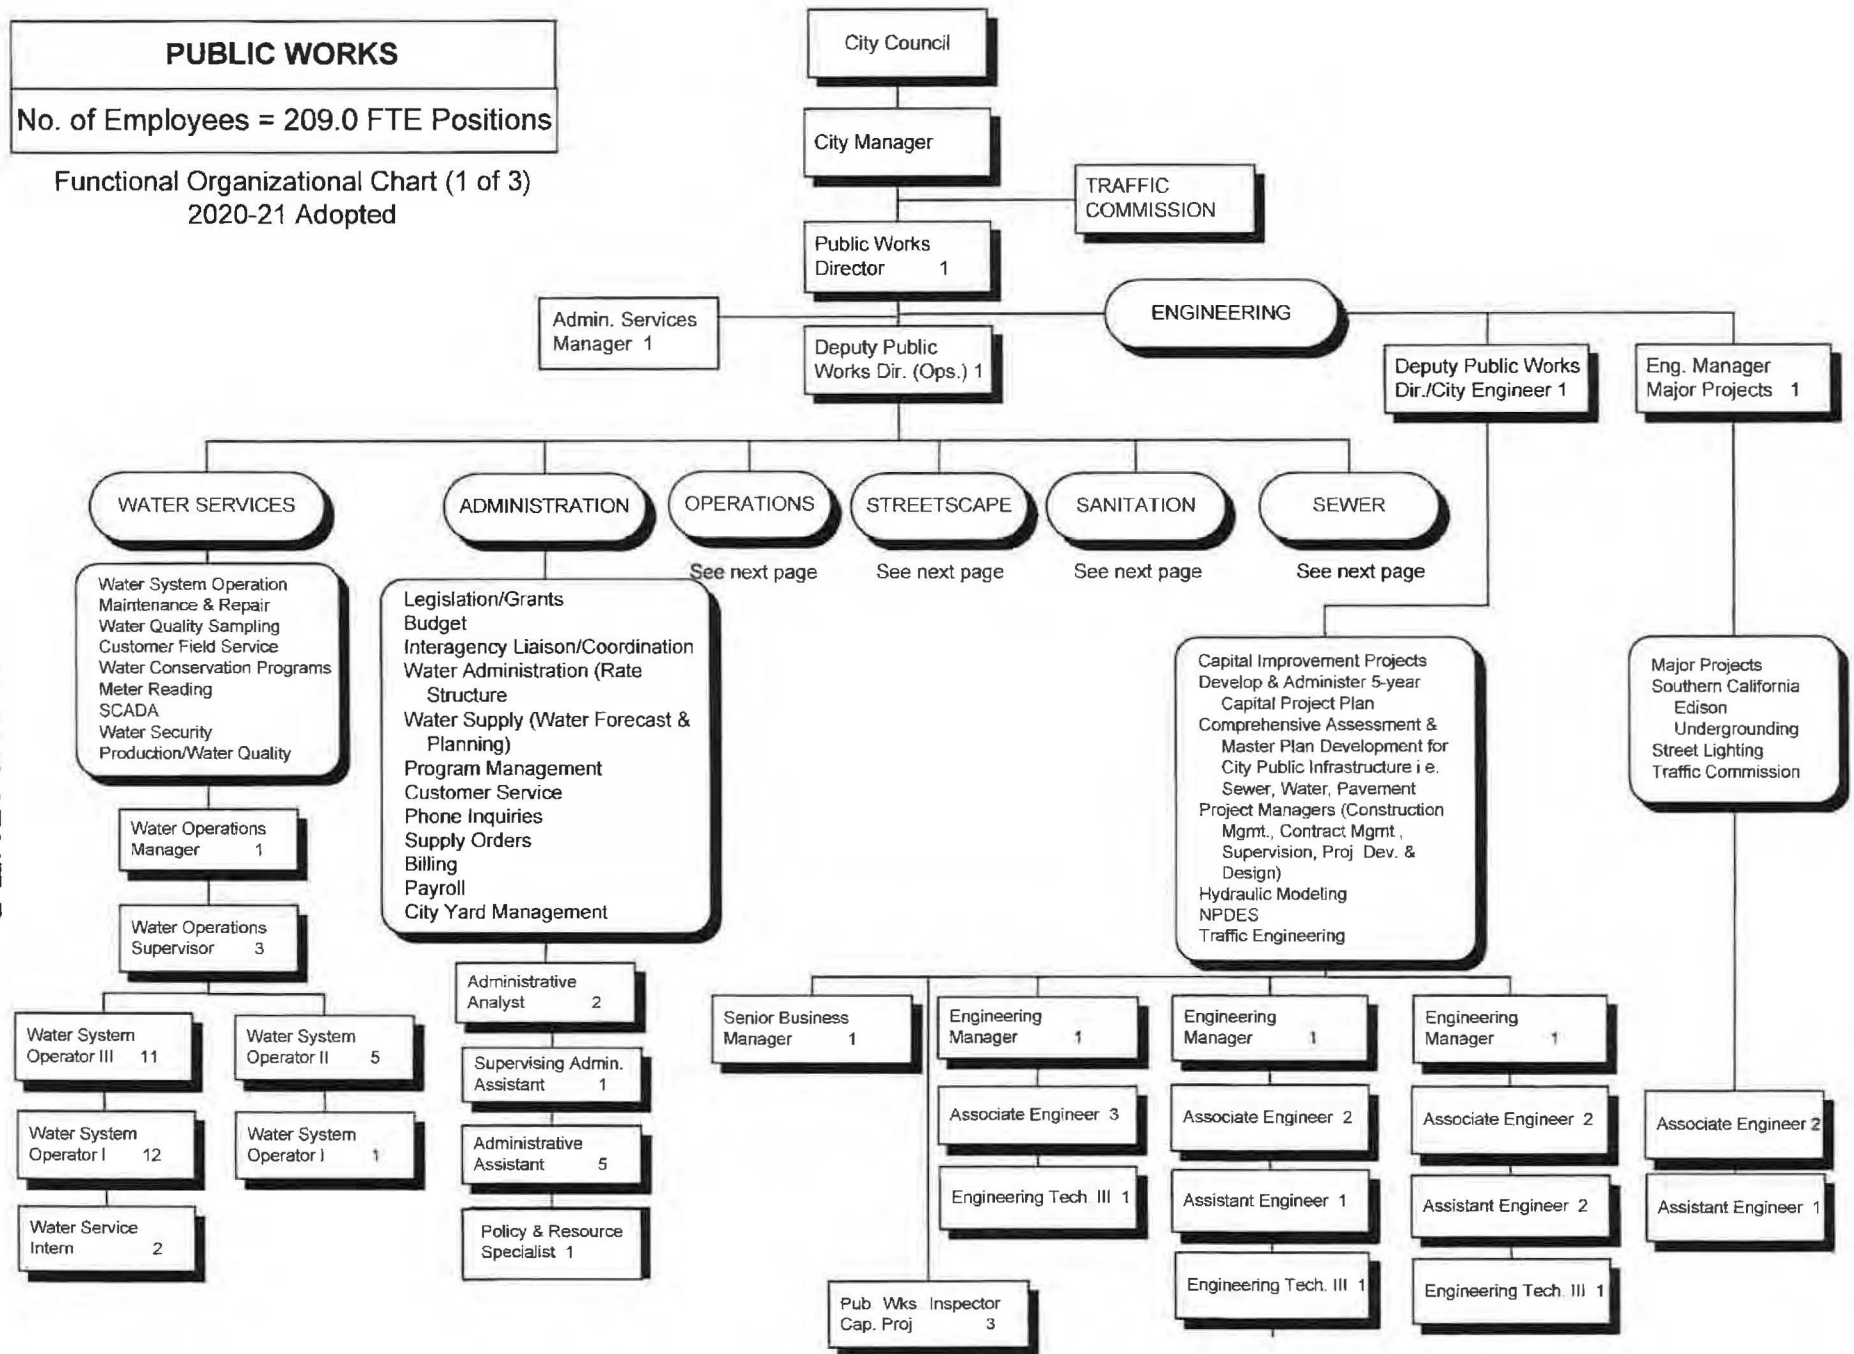 PUBLIC WORKS
No. of Employees = 209.0 FTE Positions
Functional Organizational Chart (1 of 3)
2020-21 Adopted
City Council
City Manager
TRAFFIC
COMMISSION
Public Works
Director 1
Admin. Services
Manager 1
ENGINEERING
Deputy Public
Works Dir. (Ops.) 1
Deputy Public Works
Dir./City Engineer 1
Eng. Manager
Major Projects 1
WATER SERVICES
ADMINISTRATION
OPERATIONS
See next page
STREETSCAPE
See next page
SANITATION
See next page
SEWER
See next page
Water System Operation
Maintenance & Repair
Water Quality Sampling
Customer Field Service
Water Conservation Programs
Meter Reading
SCADA
Water Security
Production/Water Quality
Water Operations
Manager 1
Water Operations
Supervisor 3
Water System
Operator III 11
Water System
Operator II 5
Water System
Operator I 12
Water System
Operator I 1
Water Service
Intern 2
Legislation/Grants
Budget
Interagency Liaison/Coordination
Water Administration (Rate
Structure
Water Supply (Water Forecast &
Planning)
Program Management
Customer Service
Phone Inquiries
Supply Orders
Billing
Payroll
City Yard Management
Administrative
Analyst 2
Supervising Admin.
Assistant 1
Administrative
Assistant 5
Policy & Resource
Specialist 1
Capital Improvement Projects
Develop & Administer 5-year
Capital Project Plan
Comprehensive Assessment &
Master Plan Development for
City Public Infrastructure i e.
Sewer, Water, Pavement
Project Managers (Construction
Mgmt., Contract Mgmt ,
Supervision, Proj Dev. &
Design)
Hydraulic Modeling
NPDES
Traffic Engineering
Senior Business
Manager 1
Pub Wks Inspector
Cap. Proj 3
Engineering
Manager 1
Associate Engineer 3
Engineering Tech III 1
Engineering
Manager 1
Associate Engineer 2
Assistant Engineer 1
Engineering Tech. III 1
Engineering
Manager 1
Associate Engineer 2
Assistant Engineer 2
Engineering Tech. III 1
Major Projects
Southern California
Edison
Undergrounding
Street Lighting
Traffic Commission
Associate Engineer 2
Assistant Engineer 1